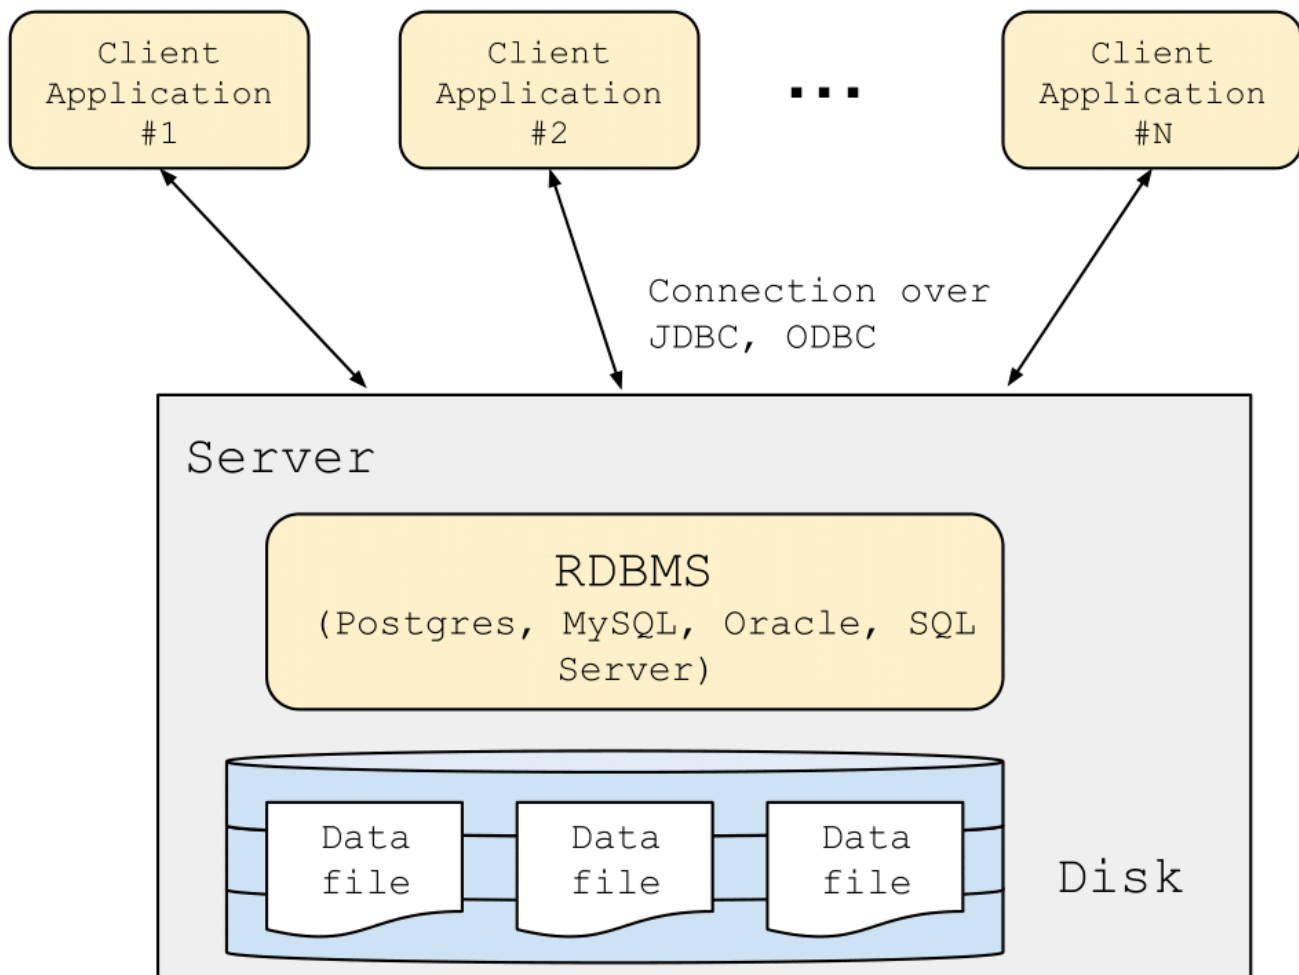 Client
Application
#1
Client
Application
#2
...
Client
Application
#N
Connection over
JDBC, ODBC
Server
RDBMS
(Postgres, MySQL, Oracle, SQL
Server)
Data
file
Data
file
Data
file
Disk